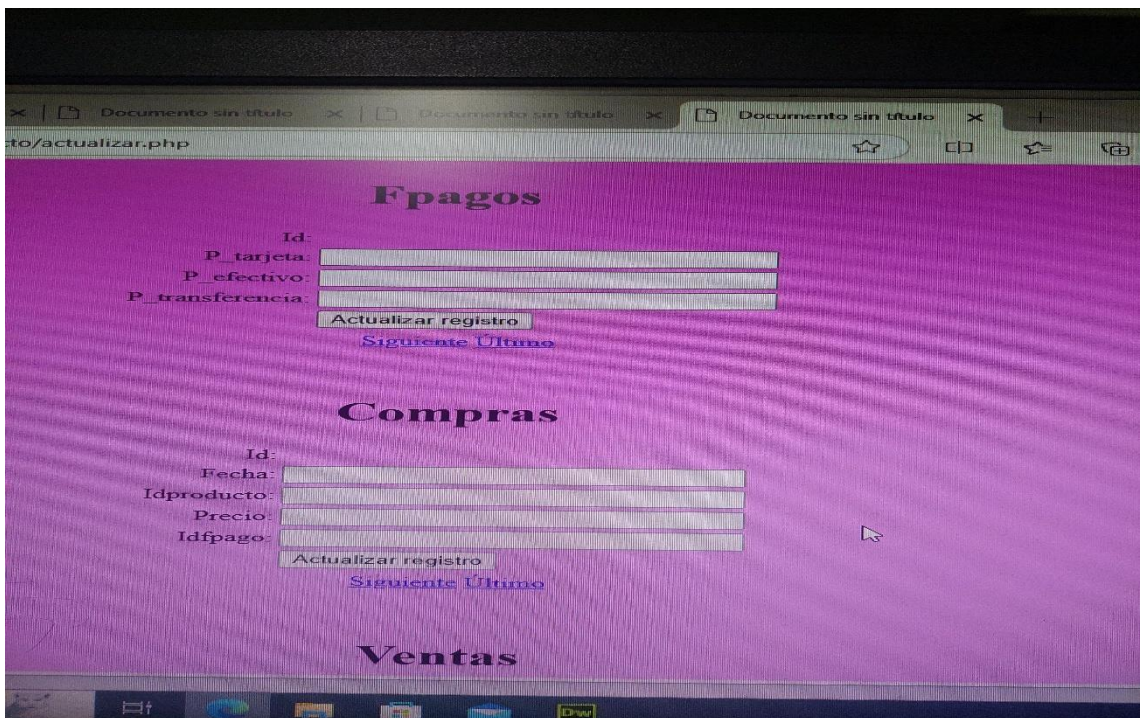 Documento sin título
Documento sin título
Documento sin título
to/actualizar.php
Fpagos
Id:
P_tarjeta:
P_efectivo:
P_transferencia:
Actualizar registro
Siguiente Último
Compras
Id:
Fecha:
Idproducto:
Precio:
Idfpago:
Actualizar registro
Siguiente Último
Ventas
Dw